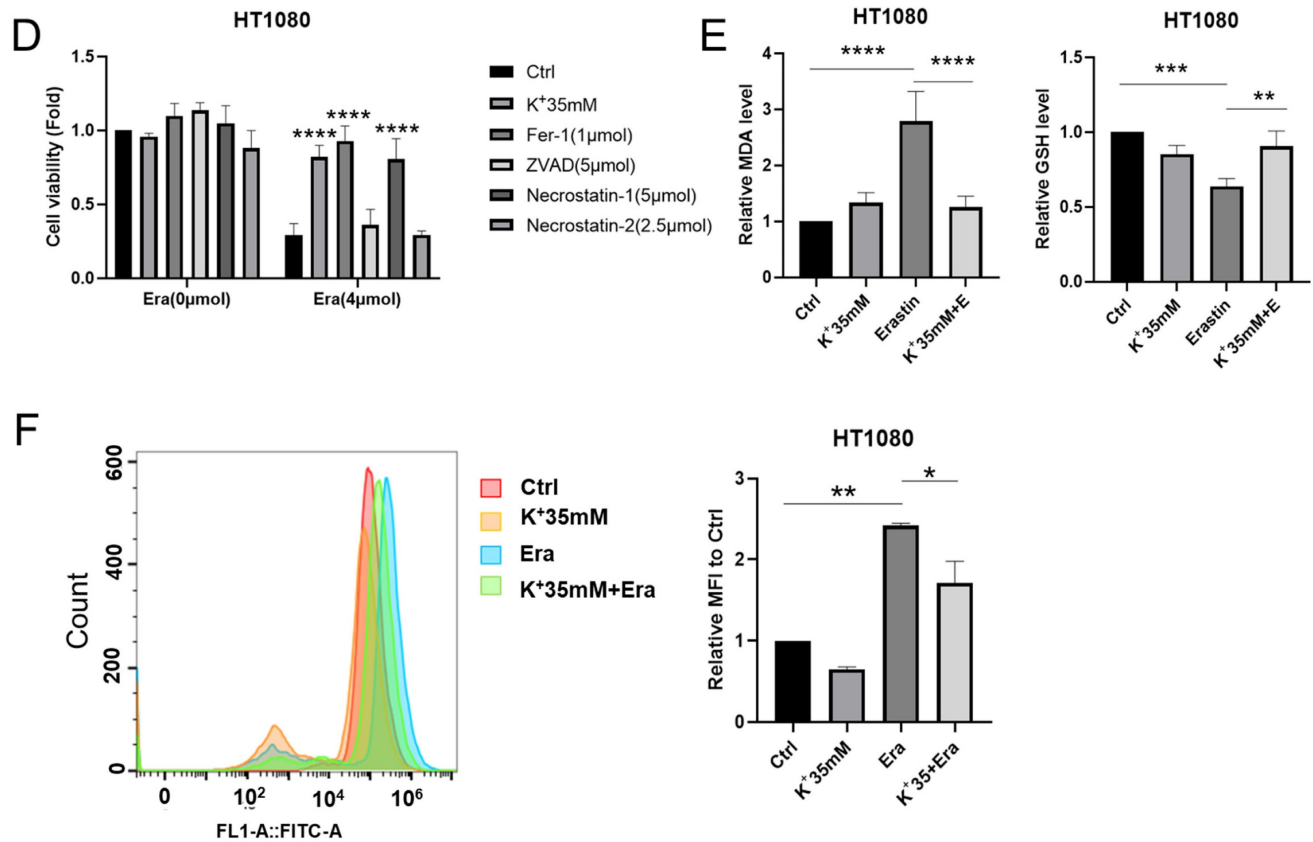 D
HT1080
Cell viability (Fold)
1.5
1.0
0.5
0.0
****
****
****
Era(0μmol)
Era(4μmol)
Ctrl
K⁺35mM
Fer-1(1μmol)
ZVAD(5μmol)
Necrostatin-1(5μmol)
Necrostatin-2(2.5μmol)
E
HT1080
Relative MDA level
4
3
2
1
0
****
****
Ctrl
K⁺35mM
Erastin
K⁺35mM+E
HT1080
Relative GSH level
1.5
1.0
0.5
0.0
***
**
Ctrl
K⁺35mM
Erastin
K⁺35mM+E
F
Count
600
400
200
0
0
10²
10⁴
10⁶
FL1-A::FITC-A
Ctrl
K⁺35mM
Era
K⁺35mM+Era
HT1080
Relative MFI to Ctrl
3
2
1
0
**
*
Ctrl
K⁺35mM
Era
K⁺35+Era